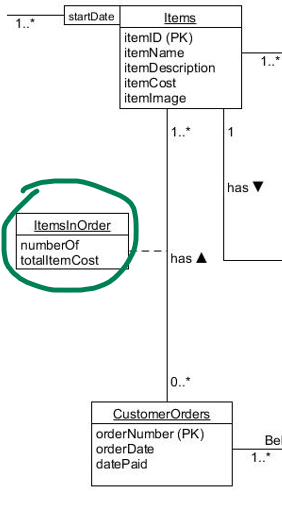 startDate
Items
1..*
itemID (PK)
itemName
itemDescription
itemCost
itemImage
1..*
1..*
1
has ▼
ItemsInOrder
numberOf
totalItemCost
has ▲
0..*
CustomerOrders
orderNumber (PK)
orderDate
datePaid
1..*